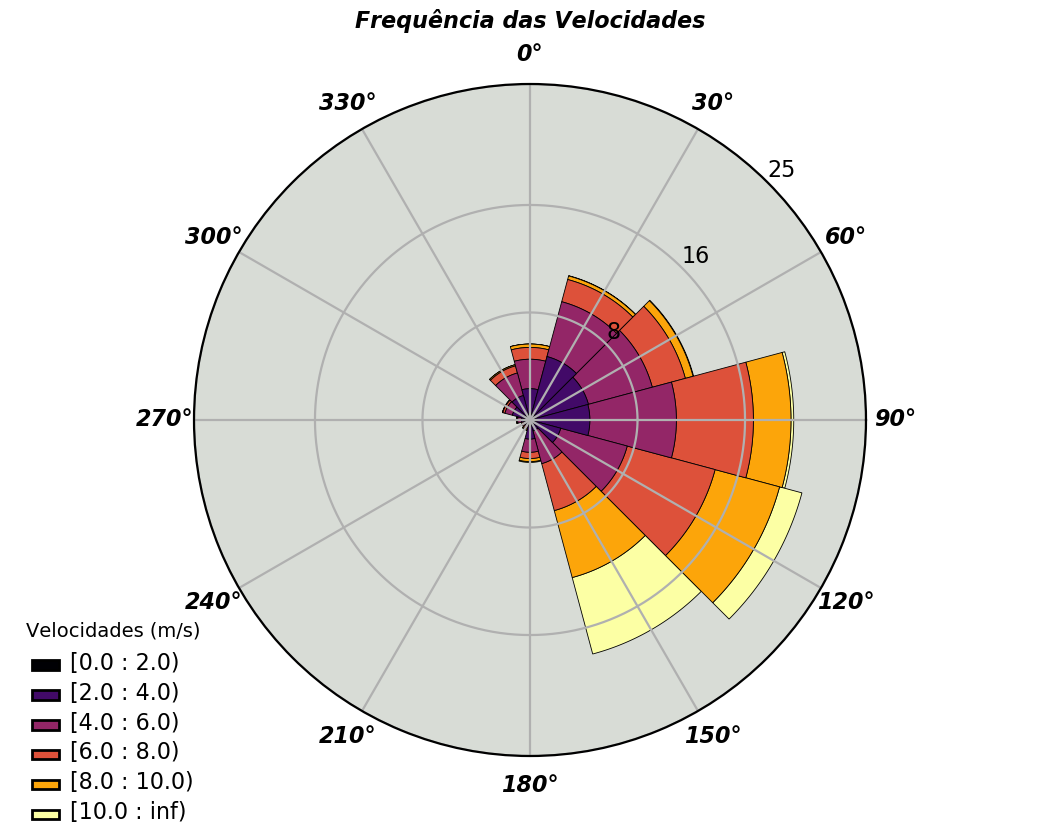 Frequência das Velocidades
0°
330°
30°
25
300°
60°
16
8
270°
90°
240°
120°
210°
150°
180°
Velocidades (m/s)
[0.0 : 2.0)
[2.0 : 4.0)
[4.0 : 6.0)
[6.0 : 8.0)
[8.0 : 10.0)
[10.0 : inf)